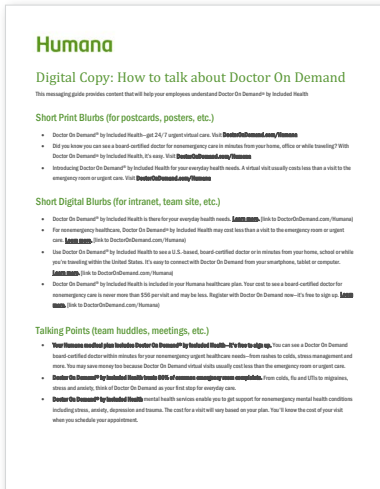 Humana
Digital Copy: How to talk about Doctor On Demand
This messaging guide provides content that will help your employees understand Doctor On Demand® by Included Health
Short Print Blurbs (for postcards, posters, etc.)
• Doctor On Demand® by Included Health—get 24/7 urgent virtual care. Visit DoctorOnDemand.com/Humana
• Did you know you can see a board-certified doctor for nonemergency care in minutes from your home, office or while traveling? With
Doctor On Demand® by Included Health, it's easy. Visit DoctorOnDemand.com/Humana
• Introducing Doctor On Demand® by Included Health for your everyday health needs. A virtual visit usually costs less than a visit to the
emergency room or urgent care. Visit DoctorOnDemand.com/Humana
Short Digital Blurbs (for intranet, team site, etc.)
• Doctor On Demand® by Included Health is there for your everyday health needs. Learn more. (link to DoctorOnDemand.com/Humana)
• For nonemergency healthcare, Doctor On Demand® by Included Health may cost less than a visit to the emergency room or urgent
care. Learn more. (link to DoctorOnDemand.com/Humana)
• Use Doctor On Demand® by Included Health to see a U.S.-based, board-certified doctor in minutes from your home, school or while
you're traveling within the United States. It's easy to connect with Doctor On Demand from your smartphone, tablet or computer.
Learn more. (link to DoctorOnDemand.com/Humana)
• Doctor On Demand® by Included Health is included in your Humana healthcare plan. Your cost to see a board-certified doctor for
nonemergency care is never more than $56 per visit and may be less. Register with Doctor On Demand now—it's free to sign up. Learn
more. (link to DoctorOnDemand.com/Humana)
Talking Points (team huddles, meetings, etc.)
• Your Humana medical plan includes Doctor On Demand® by Included Health—it's free to sign up. You can see a Doctor On Demand
board-certified doctor within minutes for your nonemergency urgent healthcare needs—from rashes to colds, stress management and
more. You may save money too because Doctor On Demand virtual visits usually cost less than the emergency room or urgent care.
• Doctor On Demand® by Included Health treats 90% of common emergency room complaints. From colds, flu and UTIs to migraines,
stress and anxiety, think of Doctor On Demand as your first stop for everyday care.
• Doctor On Demand® by Included Health mental health services enable you to get support for nonemergency mental health conditions
including stress, anxiety, depression and trauma. The cost for a visit will vary based on your plan. You'll know the cost of your visit
when you schedule your appointment.